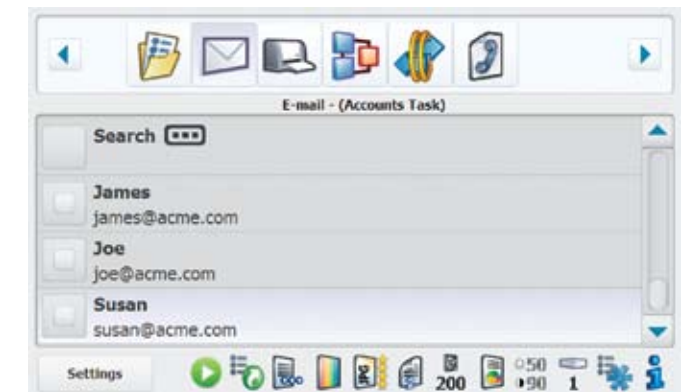 E-mail - (Accounts Task)
Search
James
james@acme.com
Joe
joe@acme.com
Susan
susan@acme.com
Settings
200
50
90
1